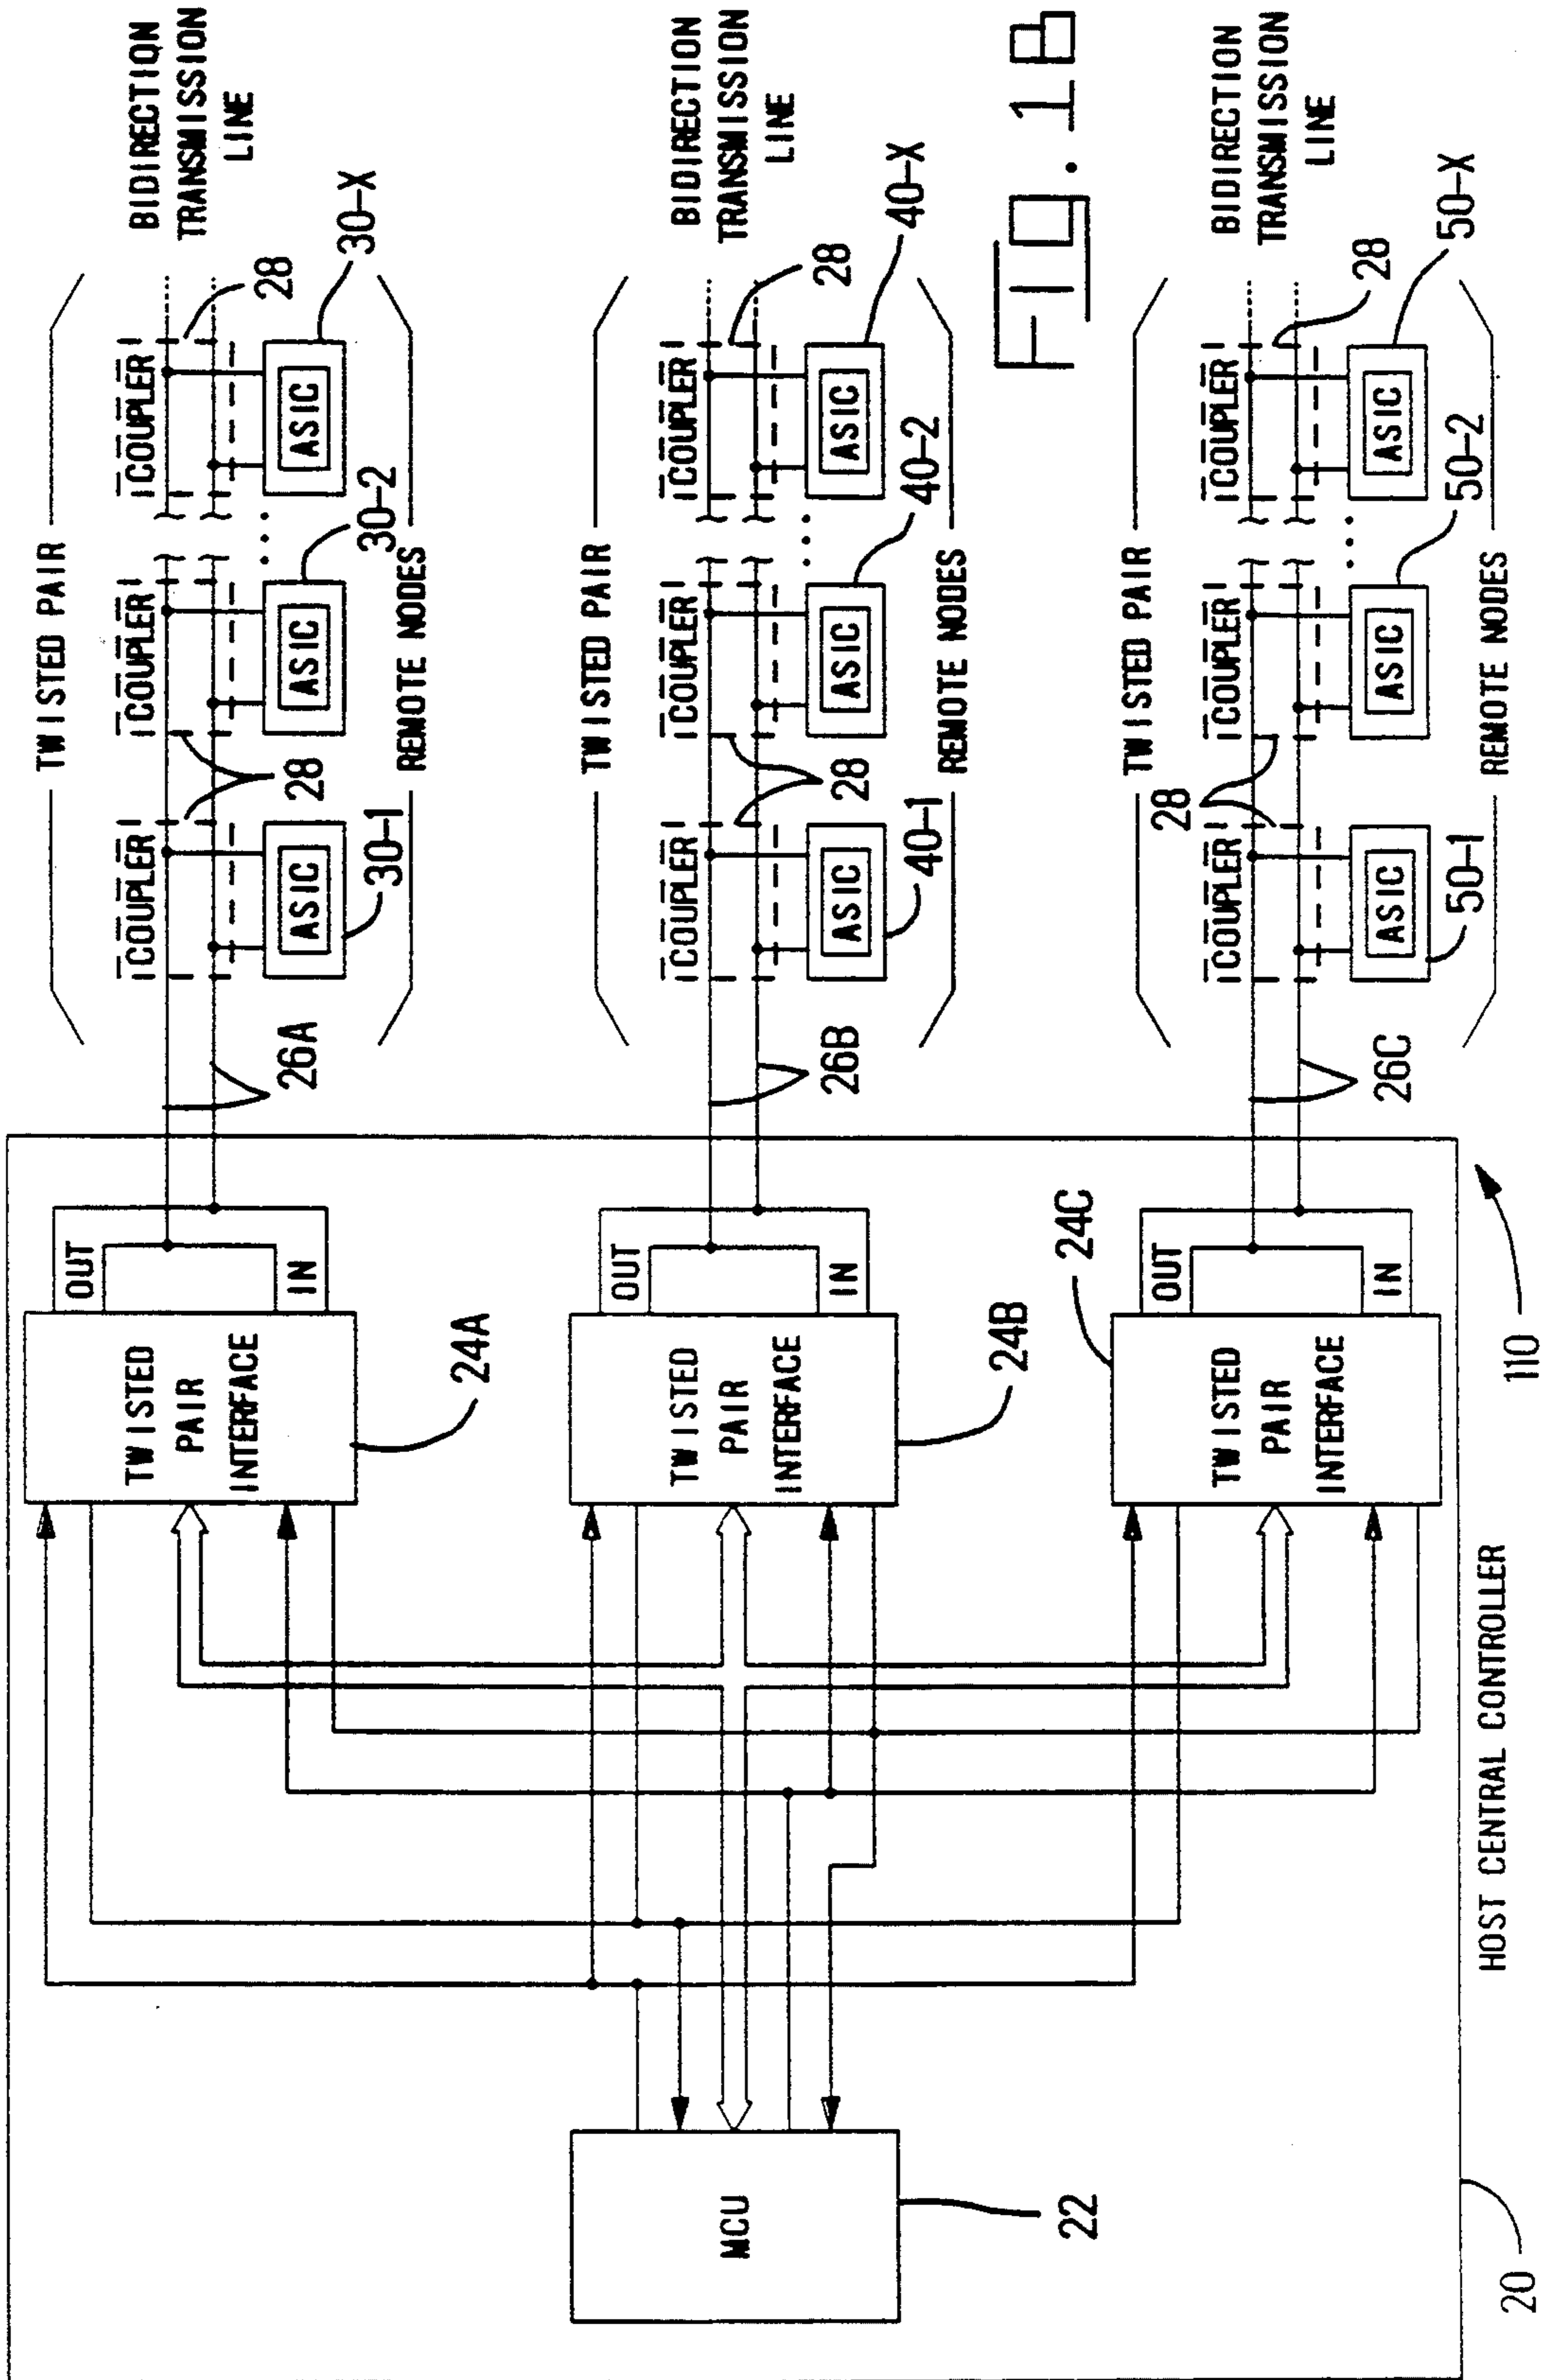 TWISTED PAIR
BIDIRECTION
TRANSMISSION
LINE
COUPLER
COUPLER
COUPLER
28
28
ASIC
ASIC
ASIC
30-1
30-2
...
30-X
REMOTE NODES
26A
OUT
IN
TWISTED
PAIR
INTERFACE
24A
TWISTED PAIR
BIDIRECTION
TRANSMISSION
LINE
COUPLER
COUPLER
COUPLER
28
28
ASIC
ASIC
ASIC
40-1
40-2
...
40-X
REMOTE NODES
26B
OUT
IN
TWISTED
PAIR
INTERFACE
24B
MCU
22
TWISTED PAIR
BIDIRECTION
TRANSMISSION
LINE
COUPLER
COUPLER
COUPLER
28
28
ASIC
ASIC
ASIC
50-1
50-2
...
50-X
REMOTE NODES
26C
OUT
IN
TWISTED
PAIR
INTERFACE
24C
HOST CENTRAL CONTROLLER
20
110
FIG. 1B